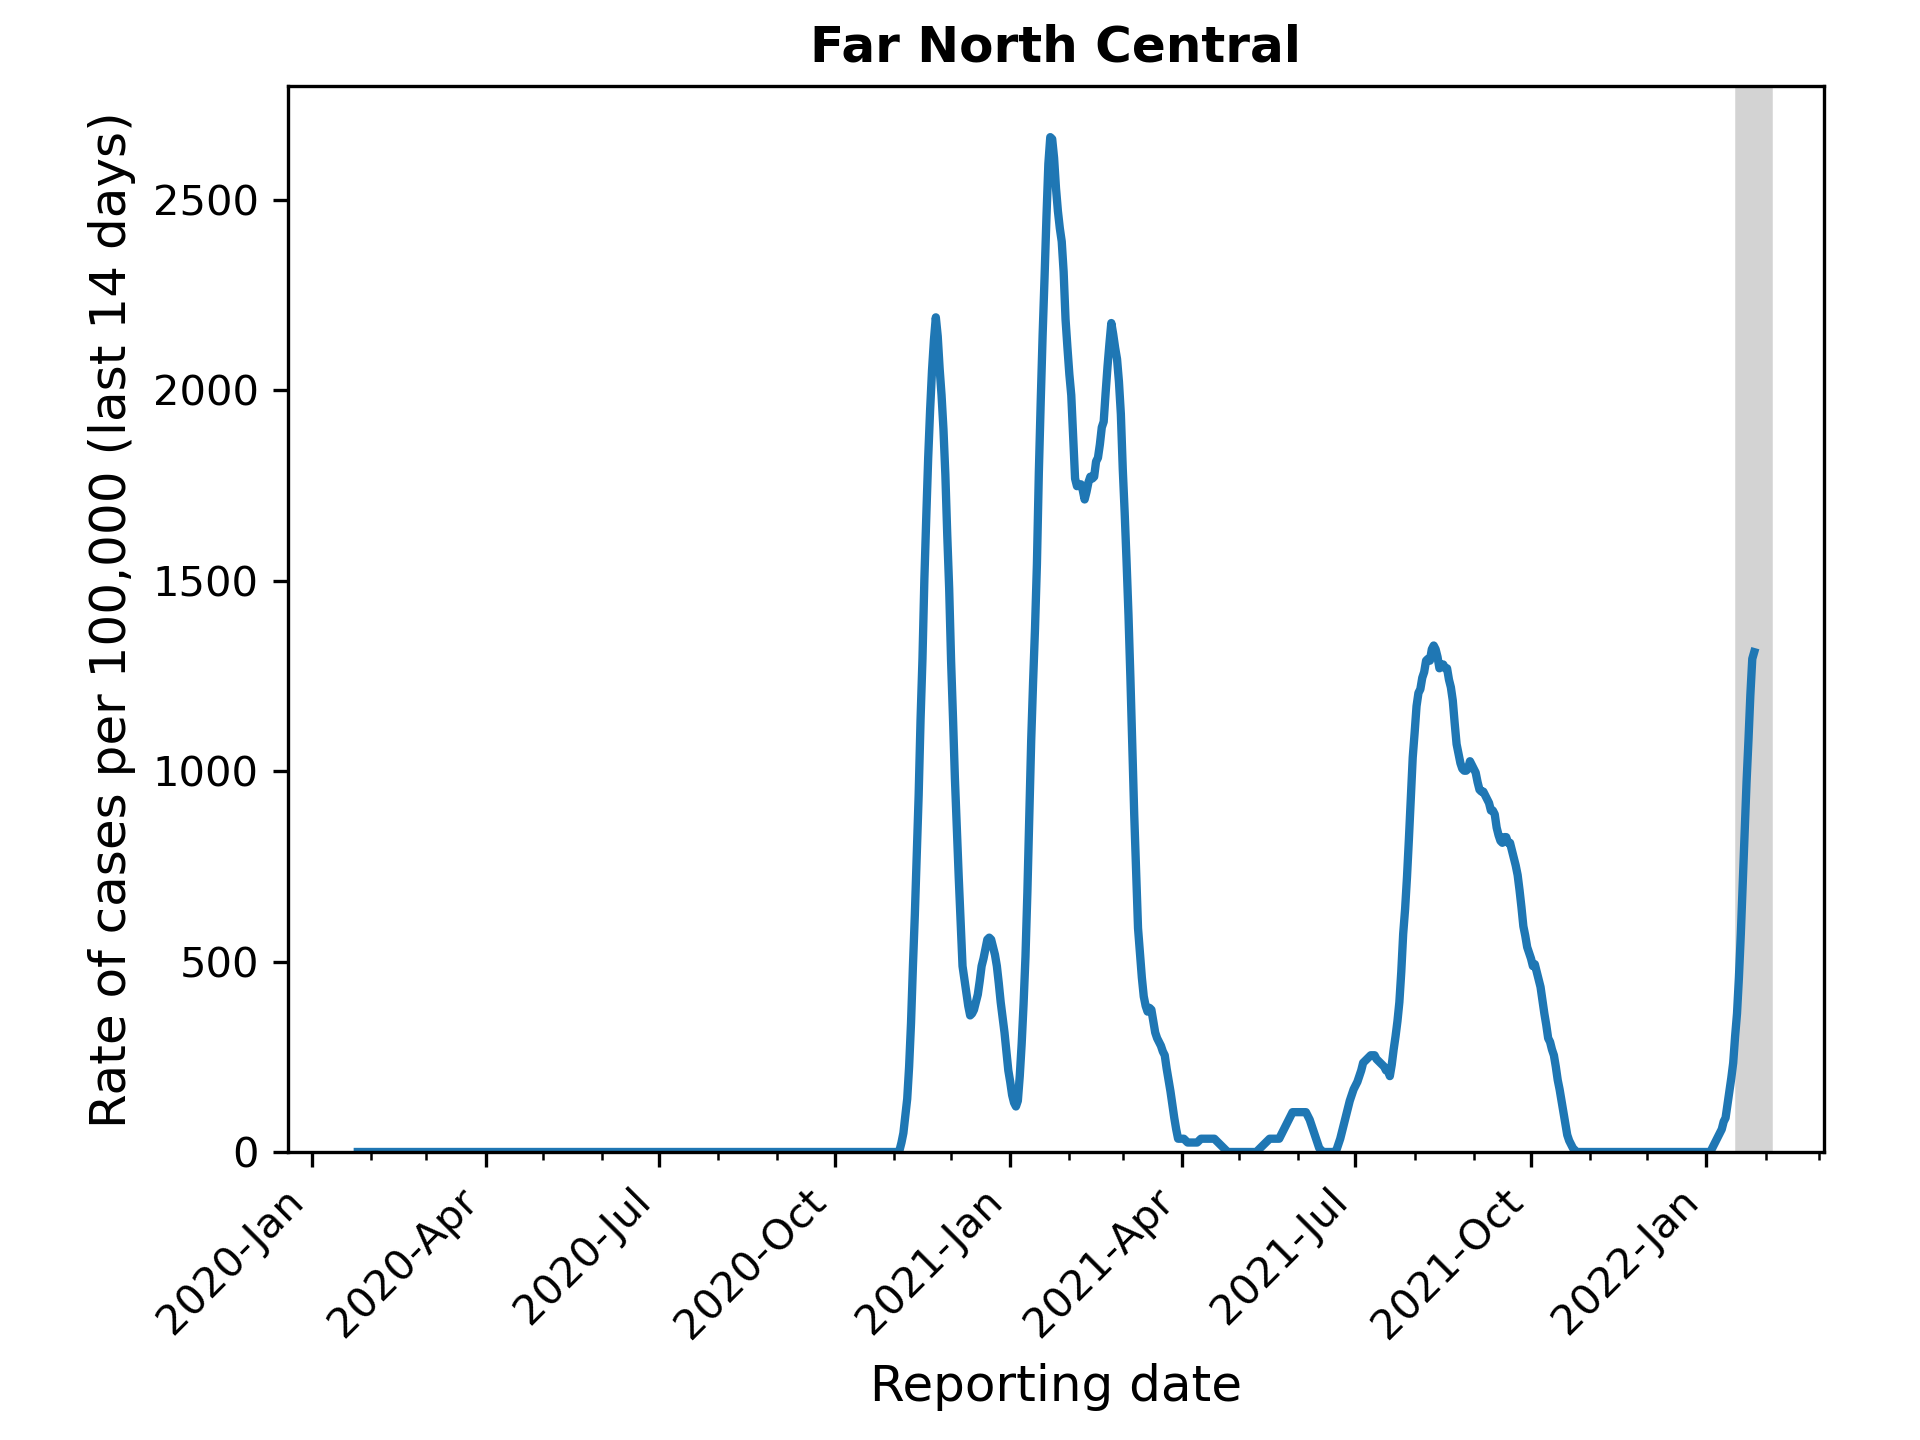 Far North Central
Rate of cases per 100,000 (last 14 days)
2500
2000
1500
1000
500
0
2020-Jan
2020-Apr
2020-Jul
2020-Oct
2021-Jan
2021-Apr
2021-Jul
2021-Oct
2022-Jan
Reporting date